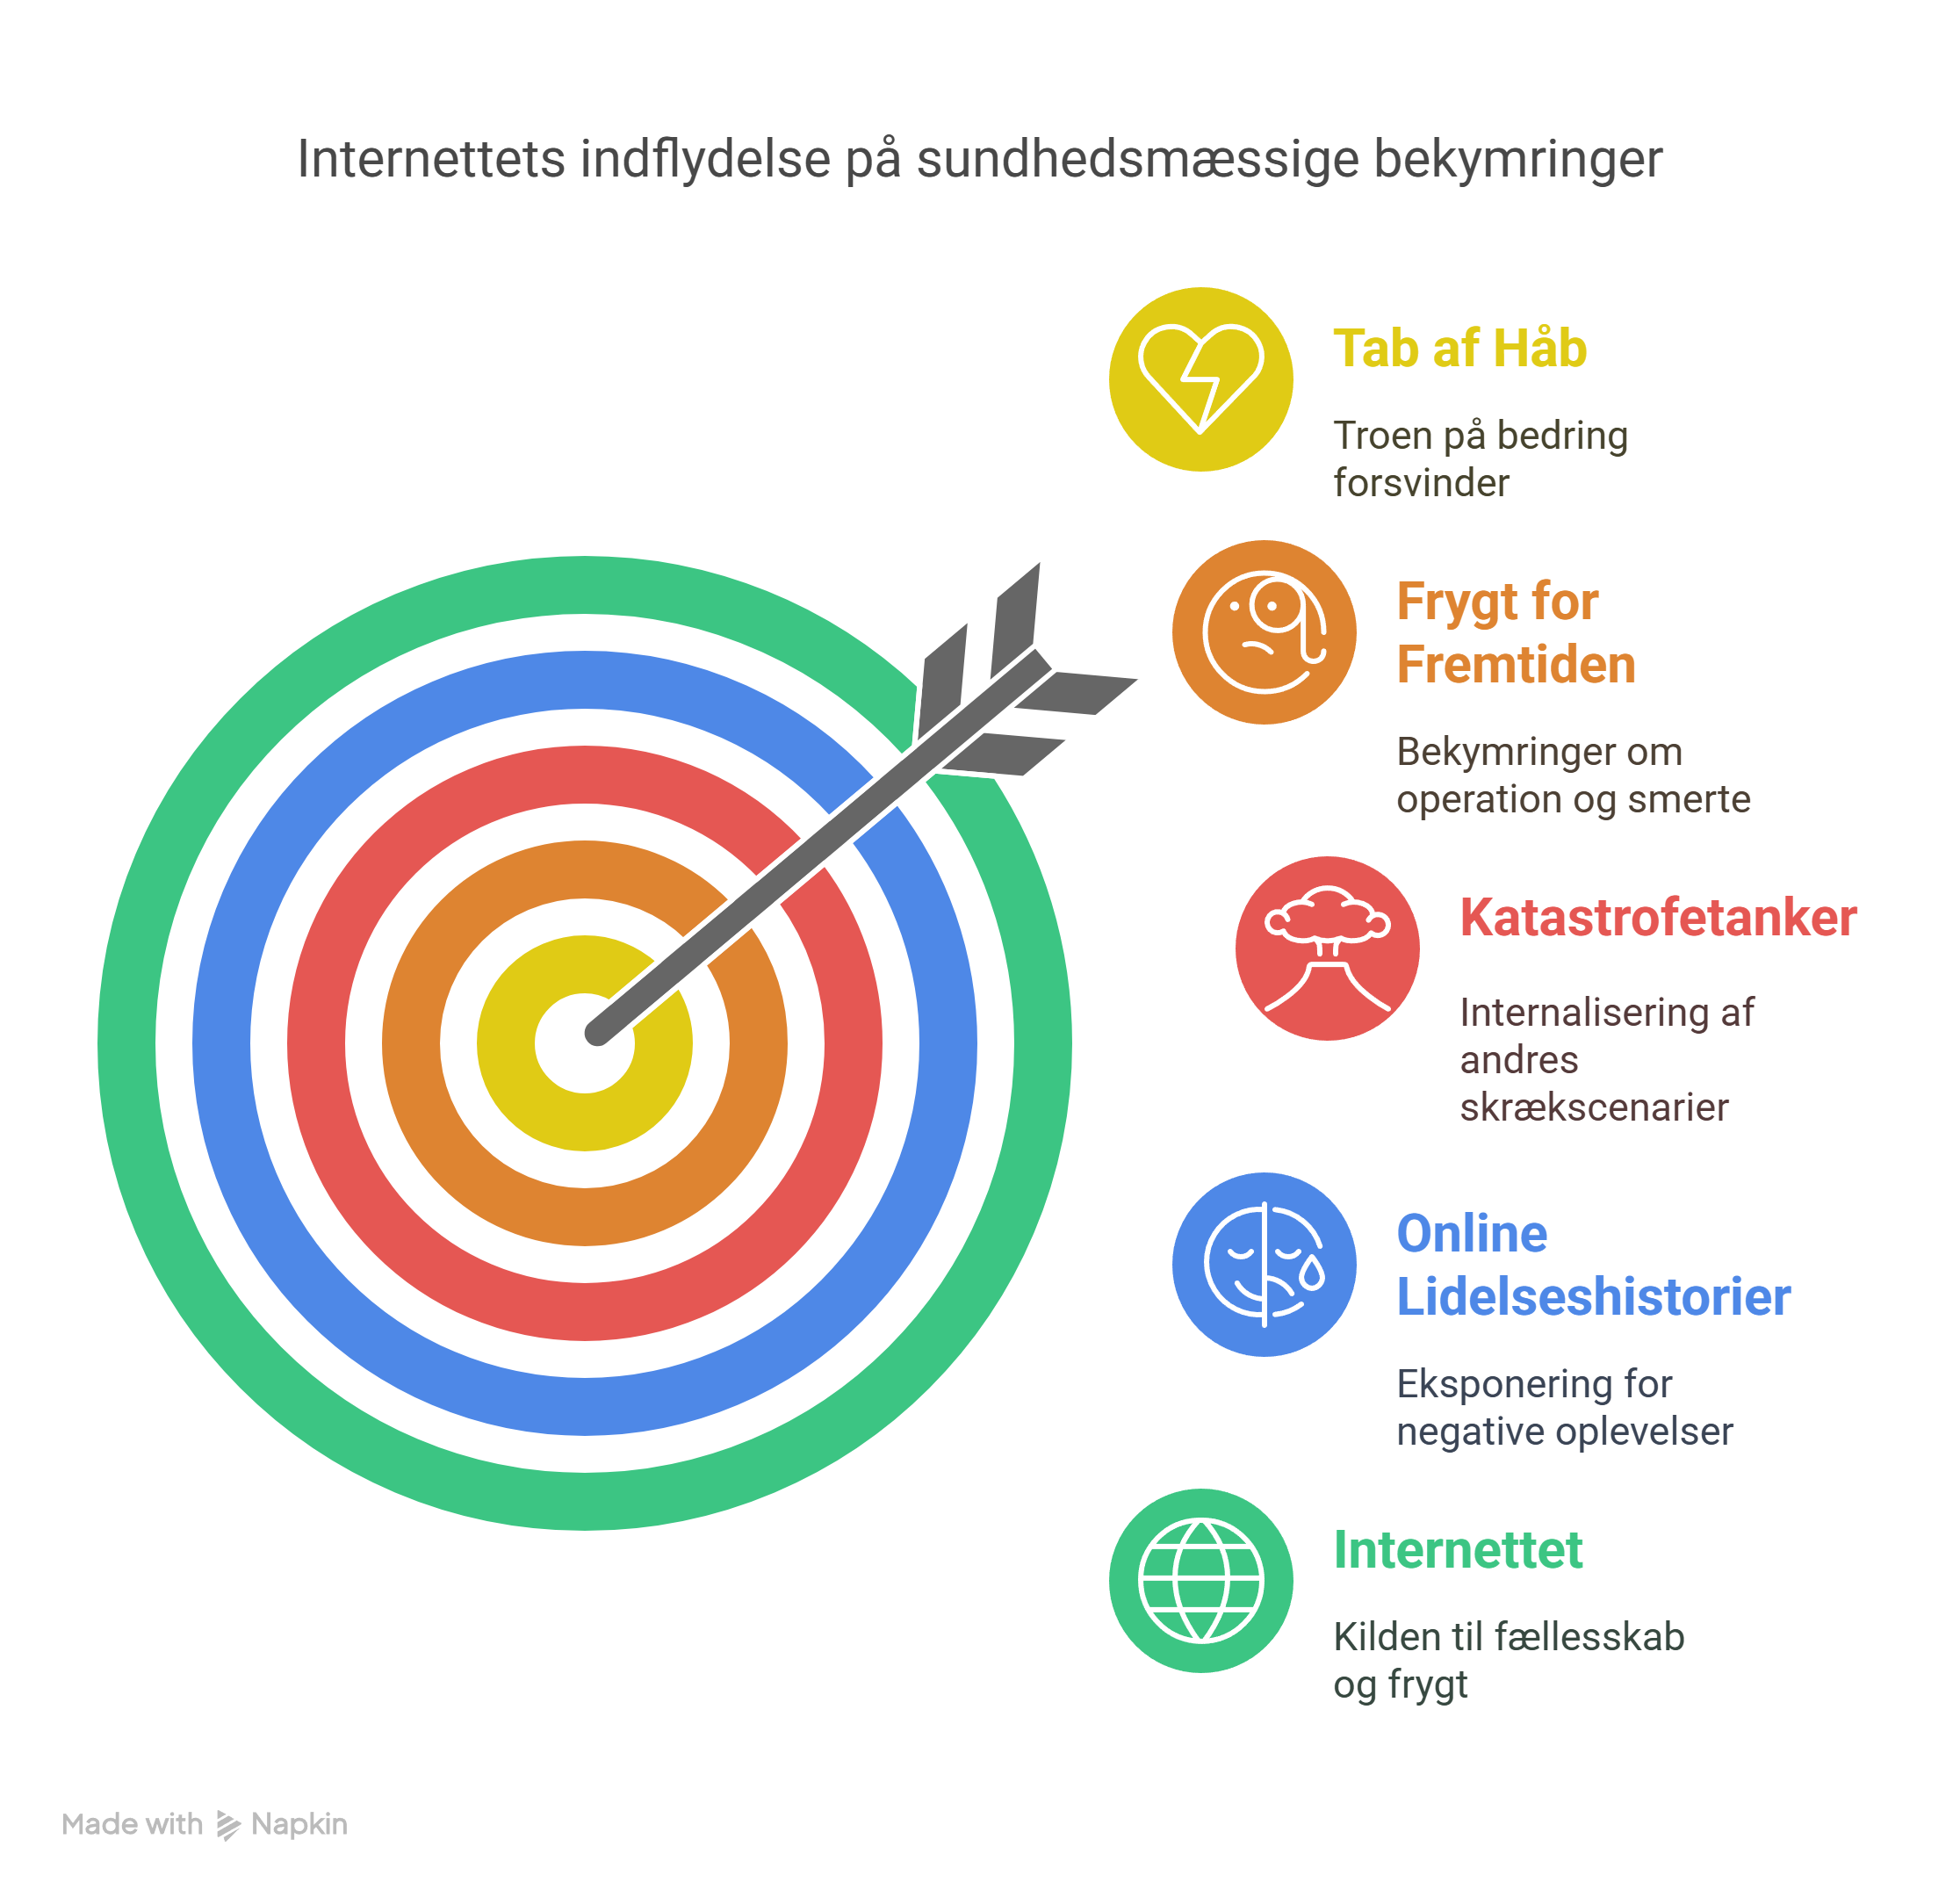 Internettets indflydelse på sundhedsmæssige bekymringer
Tab af Håb
Troen på bedring
forsvinder
Frygt for
Fremtiden
Bekymringer om
operation og smerte
Katastrofetanker
Internalisering af
andres
skrækscenarier
Online
Lidelseshistorier
Eksponering for
negative oplevelser
Internettet
Kilden til fællesskab
og frygt
Made with Napkin